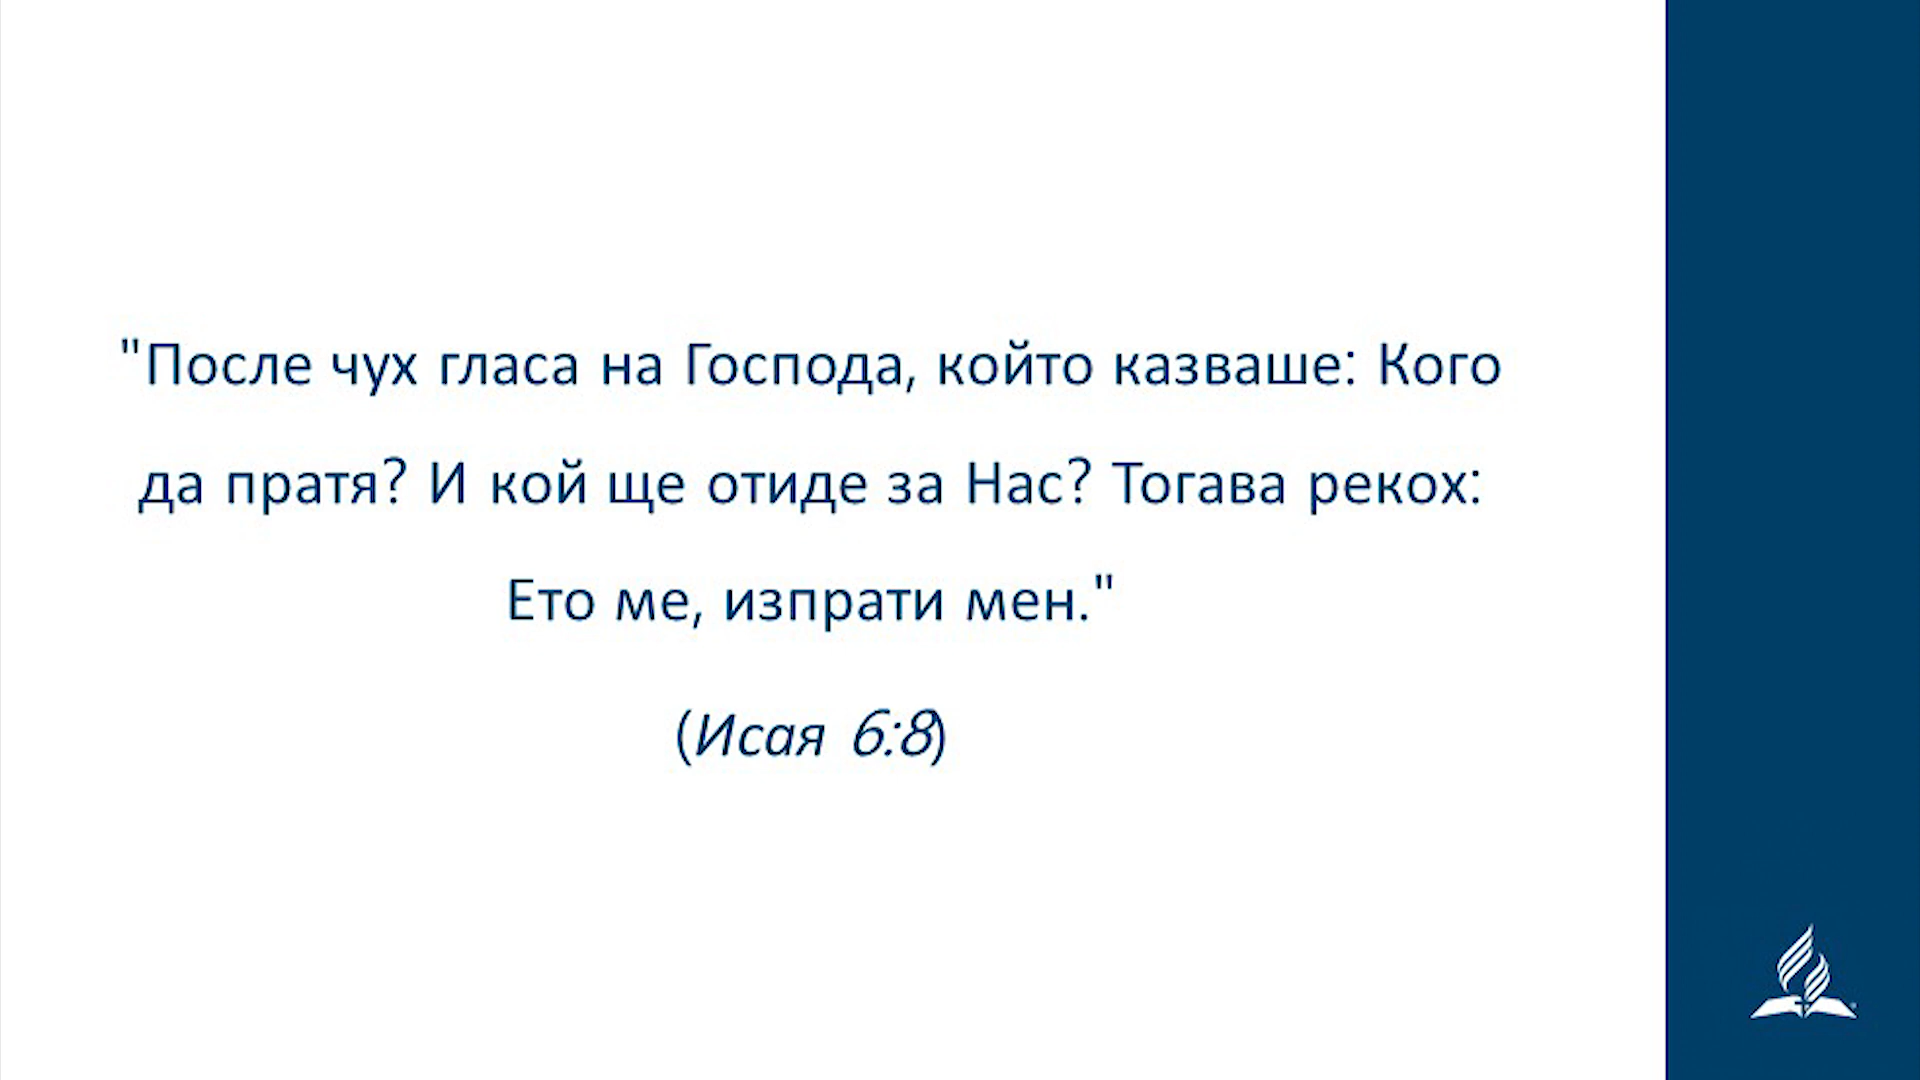 "После чух гласа на Господа, който казваше: Кого
да пратя? И кой ще отиде за Нас? Тогава рекох:
Ето ме, изпрати мен."
(Исая 6:8)